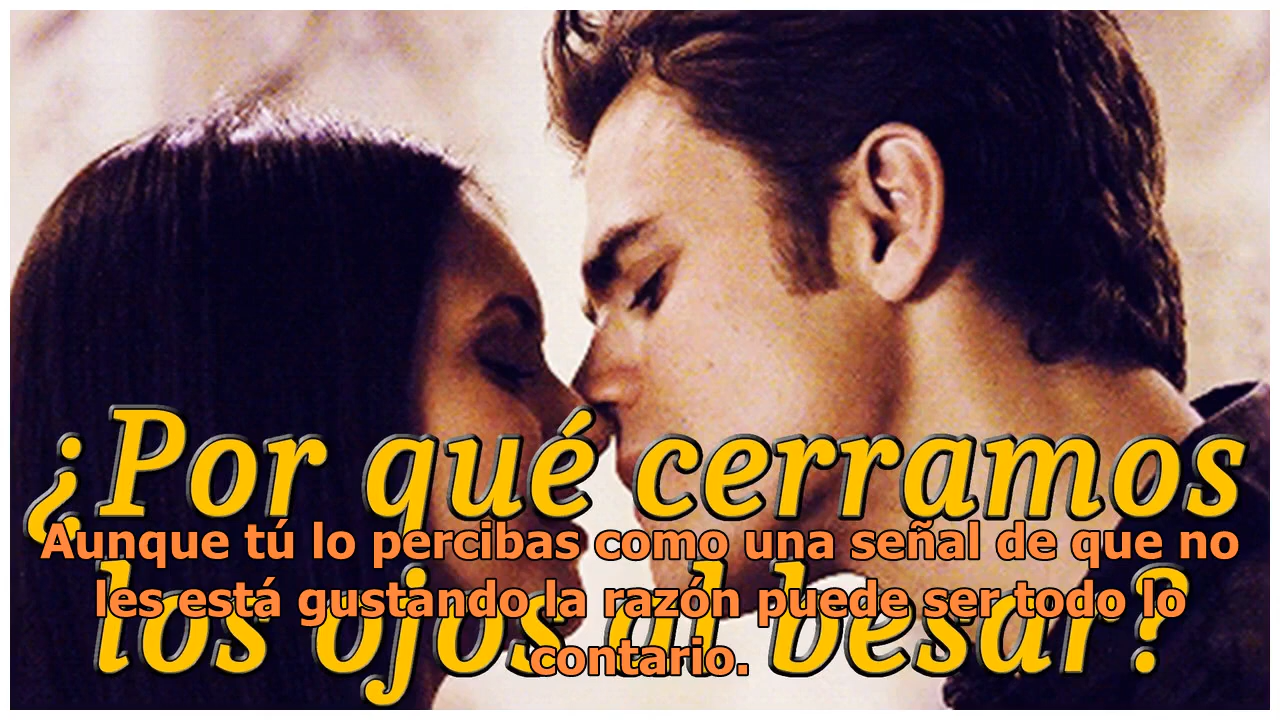 ¿Por qué cerramos
los ojos al besar?
Aunque tú lo percibas como una señal de que no
les está gustando la razón puede ser todo lo
contario.